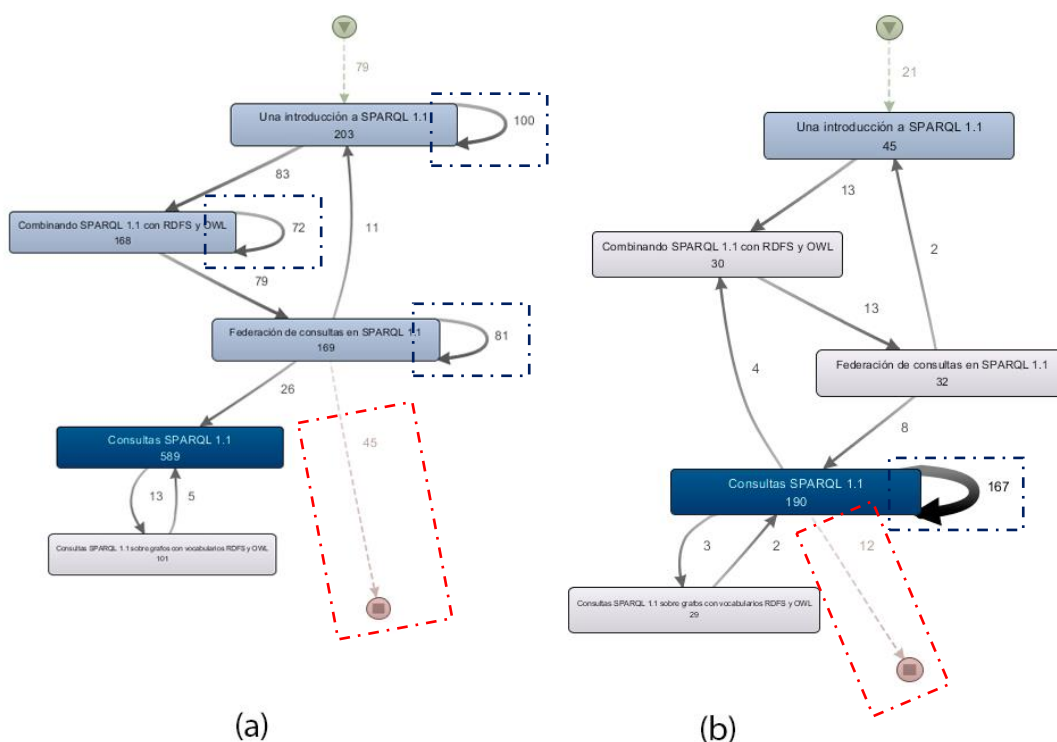 79
Una introducción a SPARQL 1.1
203
100
83
Combinando SPARQL 1.1 con RDFS y OWL
168
72
11
79
Federación de consultas en SPARQL 1.1
169
81
26
45
Consultas SPARQL 1.1
589
13
5
Consultas SPARQL 1.1 sobre grafos con vocabularios RDFS y OWL
101
(a)
21
Una introducción a SPARQL 1.1
45
13
Combinando SPARQL 1.1 con RDFS y OWL
30
2
13
Federación de consultas en SPARQL 1.1
32
4
8
Consultas SPARQL 1.1
190
167
3
2
12
Consultas SPARQL 1.1 sobre grafos con vocabularios RDFS y OWL
29
(b)